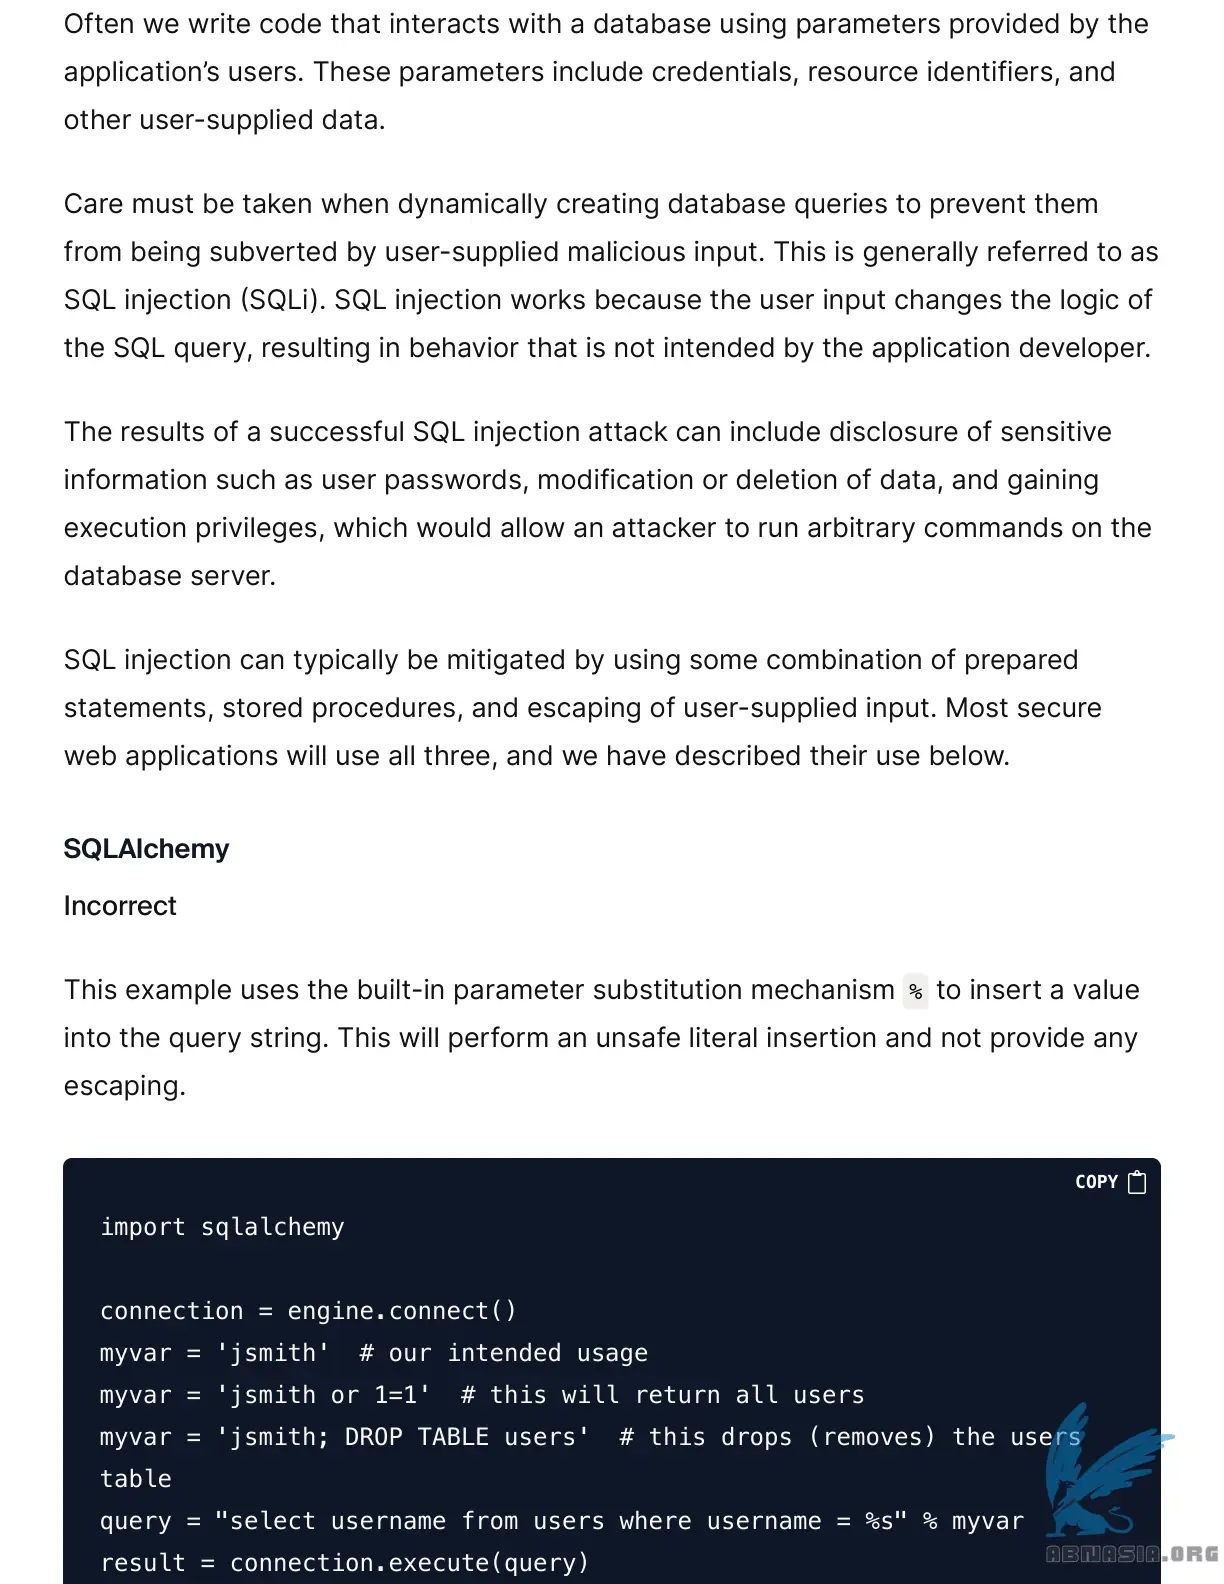 Often we write code that interacts with a database using parameters provided by the
application’s users. These parameters include credentials, resource identifiers, and
other user-supplied data.
Care must be taken when dynamically creating database queries to prevent them
from being subverted by user-supplied malicious input. This is generally referred to as
SQL injection (SQLi). SQL injection works because the user input changes the logic of
the SQL query, resulting in behavior that is not intended by the application developer.
The results of a successful SQL injection attack can include disclosure of sensitive
information such as user passwords, modification or deletion of data, and gaining
execution privileges, which would allow an attacker to run arbitrary commands on the
database server.
SQL injection can typically be mitigated by using some combination of prepared
statements, stored procedures, and escaping of user-supplied input. Most secure
web applications will use all three, and we have described their use below.
SQLAlchemy
Incorrect
This example uses the built-in parameter substitution mechanism % to insert a value
into the query string. This will perform an unsafe literal insertion and not provide any
escaping.
COPY
import sqlalchemy
connection = engine.connect()
myvar = 'jsmith'  # our intended usage
myvar = 'jsmith or 1=1'  # this will return all users
myvar = 'jsmith; DROP TABLE users'  # this drops (removes) the users
table
query = "select username from users where username = %s" % myvar
result = connection.execute(query)
ABNASIA.ORG